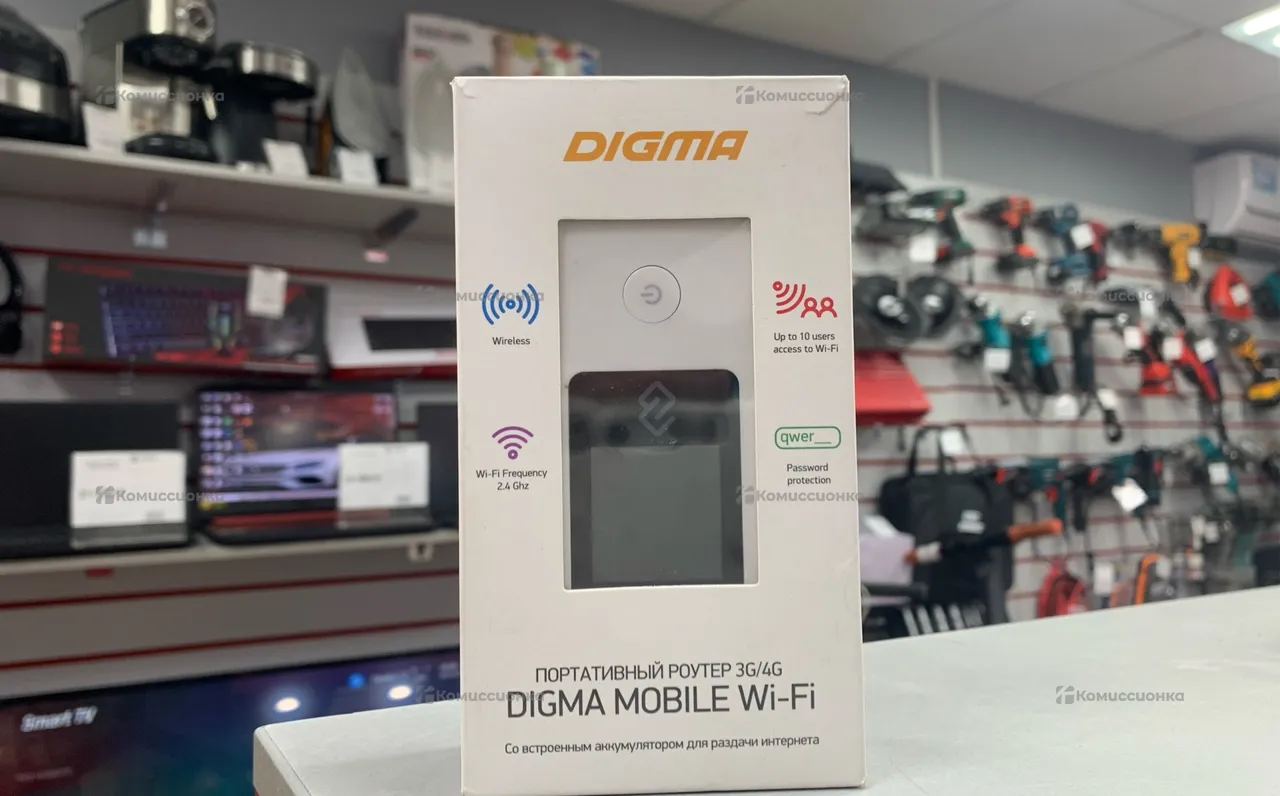 Комиссионка
Комиссионка
DIGMA
Wireless
Up to 10 users
access to Wi-Fi
Комиссионка
qwer__
Wi-Fi Frequency
2.4 Ghz
Password
protection
Комиссионка
Комиссионка
ПОРТАТИВНЫЙ РОУТЕР 3G/4G
DIGMA MOBILE Wi-Fi
Со встроенным аккумулятором для раздачи интернета
Комиссионка
Комиссионка
Smart TV